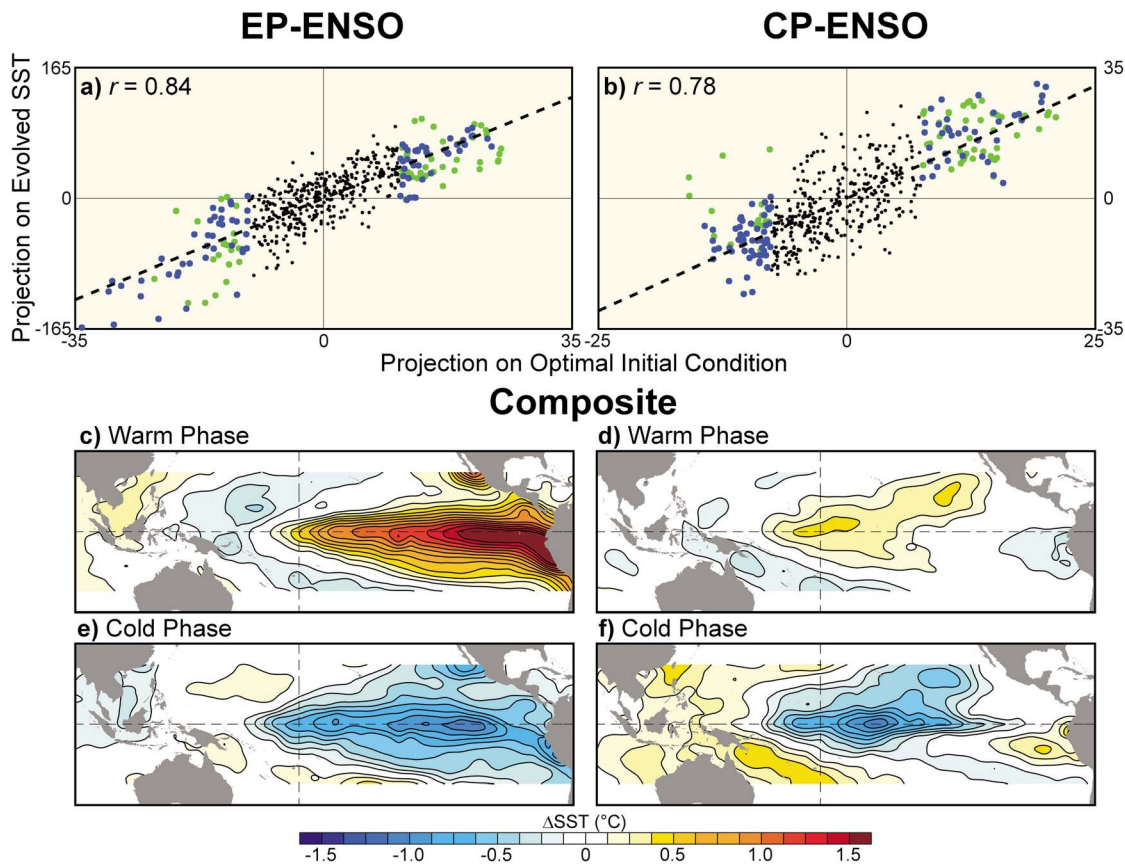 EP-ENSO
CP-ENSO
Projection on Evolved SST
165
0
-165
a) r = 0.84
-35
0
35
b) r = 0.78
35
0
-35
-25
0
25
Projection on Optimal Initial Condition
Composite
c) Warm Phase
d) Warm Phase
e) Cold Phase
f) Cold Phase
ΔSST (°C)
-1.5
-1.0
-0.5
0
0.5
1.0
1.5